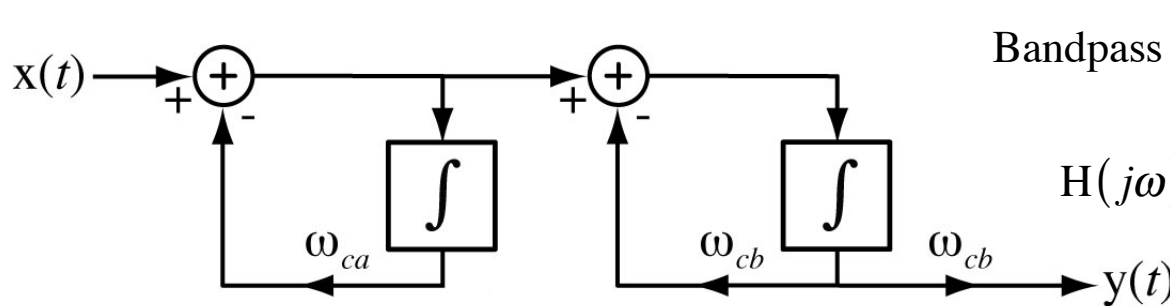 Bandpass
x(t) + + - + + -
∫ ∫
H(jω
ω_ca ω_cb ω_cb
y(t)